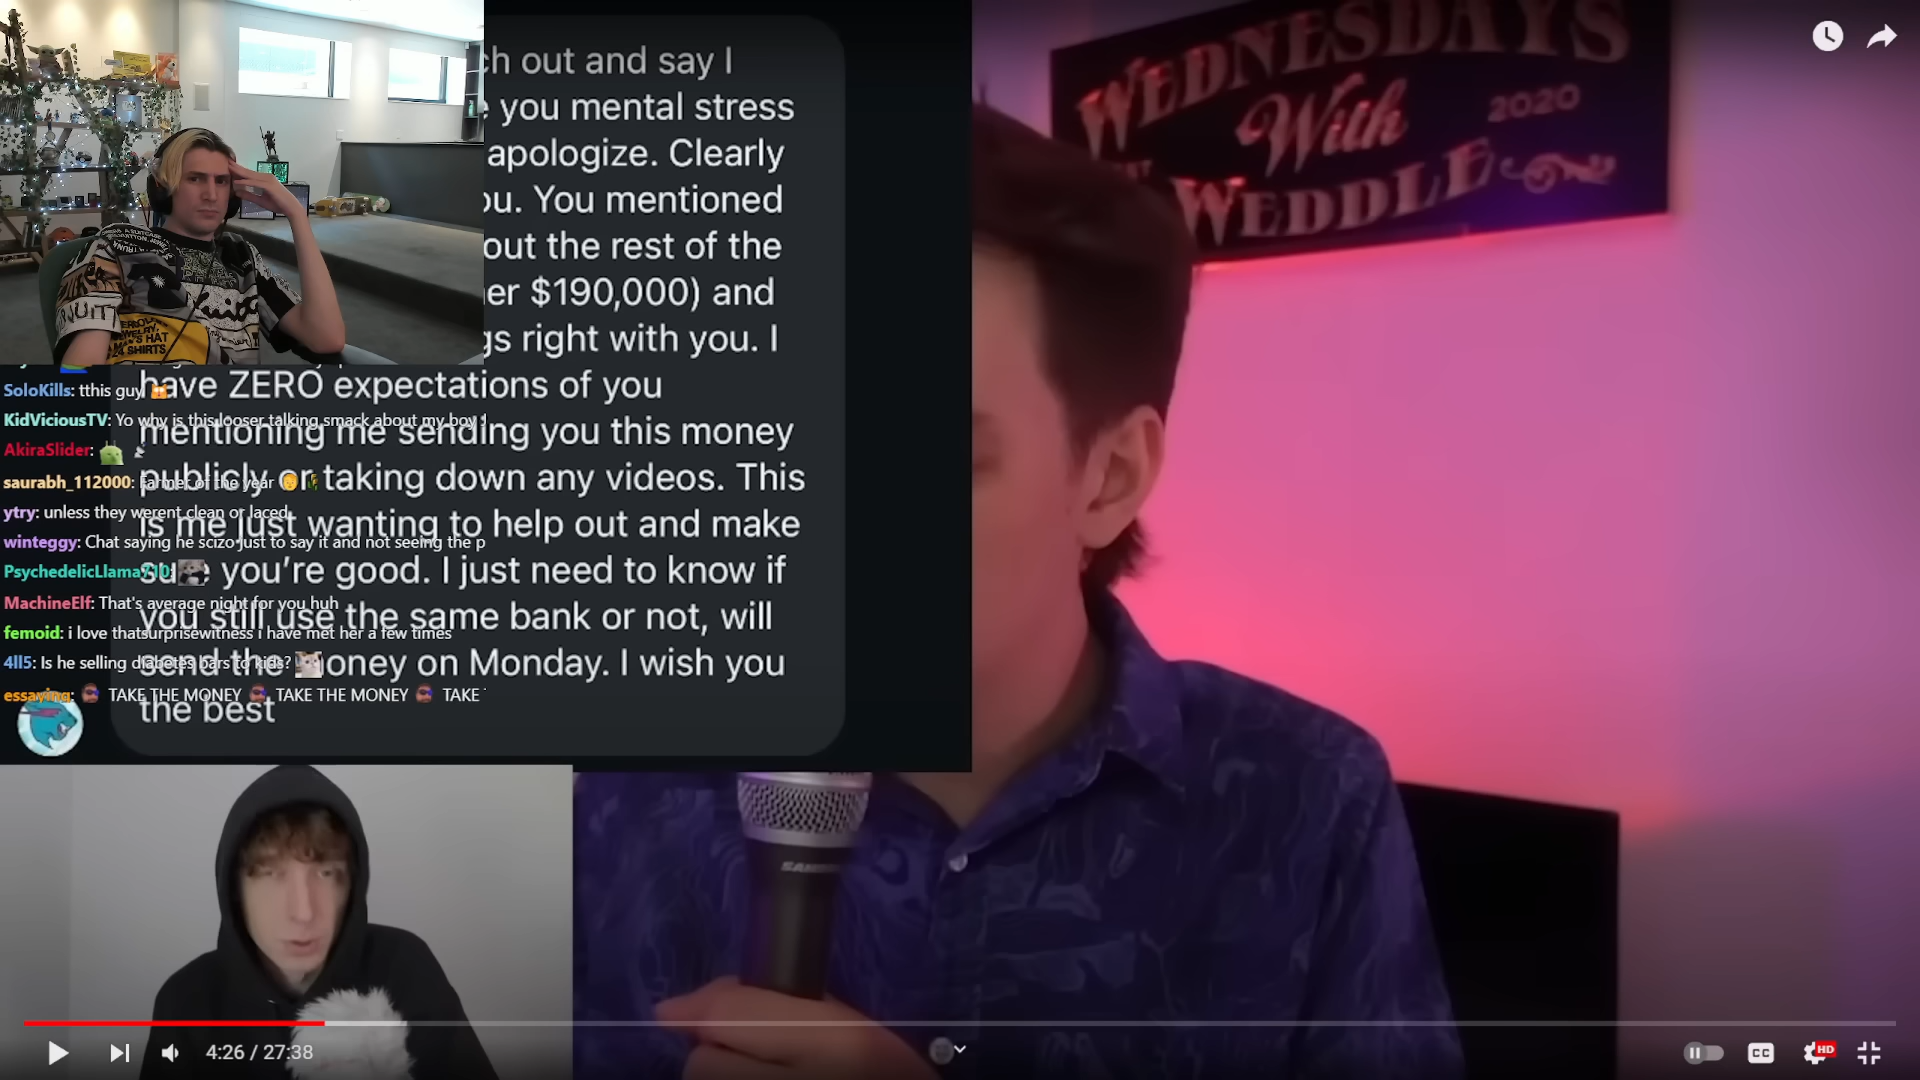 ch out and say I
you mental stress
apologize. Clearly
ou. You mentioned
out the rest of the
er $190,000) and
gs right with you. I
have ZERO expectations of you
mentioning me sending you this money
publicly or taking down any videos. This
is me just wanting to help out and make
sure you're good. I just need to know if
you still use the same bank or not, will
send the money on Monday. I wish you
the best
SoloKills: tthis guy
KidViciousTV: Yo why is this looser talking smack about my boy
AkiraSlider:
saurabh_112000: Farmer of the year
ytry: unless they werent clean or laced
winteggy: Chat saying he scizo just to say it and not seeing the p
PsychedelicLlama710:
MachineElf: That's average night for you huh
femoid: i love thatsurprisewitness i have met her a few times
4ll5: Is he selling diabetes bars to kids?
essaying: TAKE THE MONEY TAKE THE MONEY TAKE
WEDNESDAYS
With
2020
WEDDLE
MAN'S HAT
24 SHIRTS
4:26 / 27:38
CC
HD